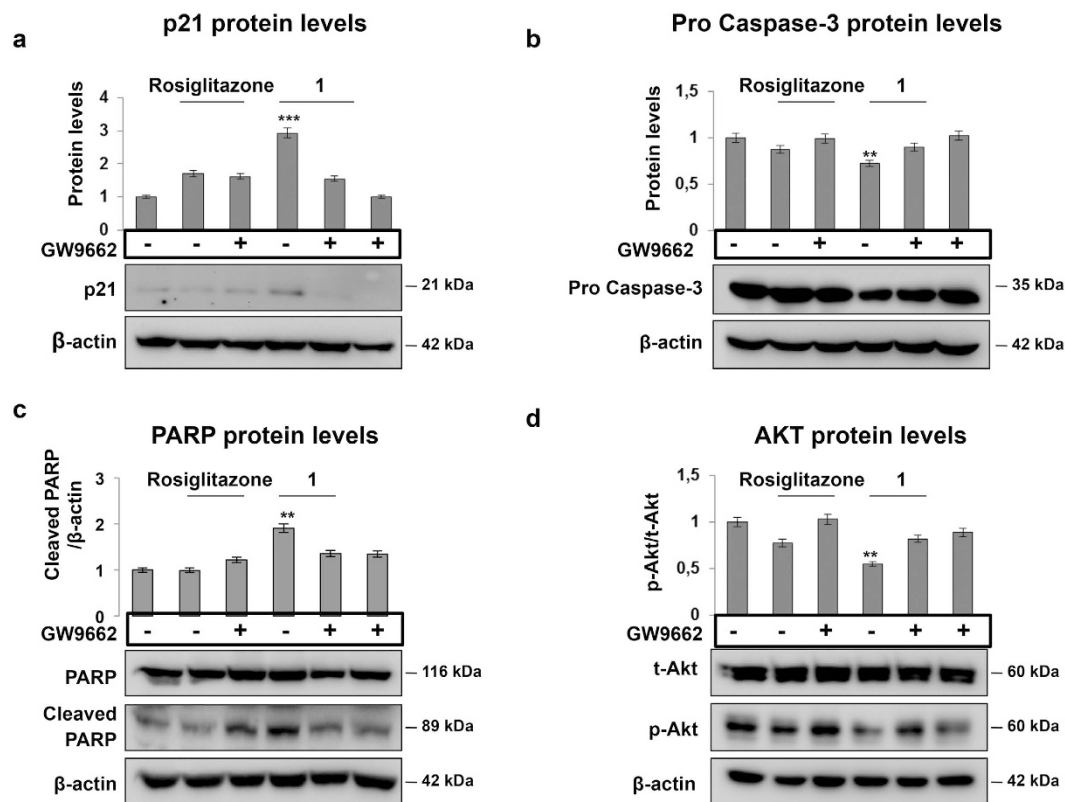 a
p21 protein levels
Rosiglitazone 1
Protein levels
4
3
2
1
0
***
GW9662 - - + - + +
p21 – 21 kDa
β-actin – 42 kDa
b
Pro Caspase-3 protein levels
Rosiglitazone 1
Protein levels
1,5
1
0,5
0
**
GW9662 - - + - + +
Pro Caspase-3 – 35 kDa
β-actin – 42 kDa
c
PARP protein levels
Rosiglitazone 1
Cleaved PARP
/β-actin
3
2
1
0
**
GW9662 - - + - + +
PARP – 116 kDa
Cleaved
PARP – 89 kDa
β-actin – 42 kDa
d
AKT protein levels
Rosiglitazone 1
p-Akt/t-Akt
1,5
1
0,5
0
**
GW9662 - - + - + +
t-Akt – 60 kDa
p-Akt – 60 kDa
β-actin – 42 kDa